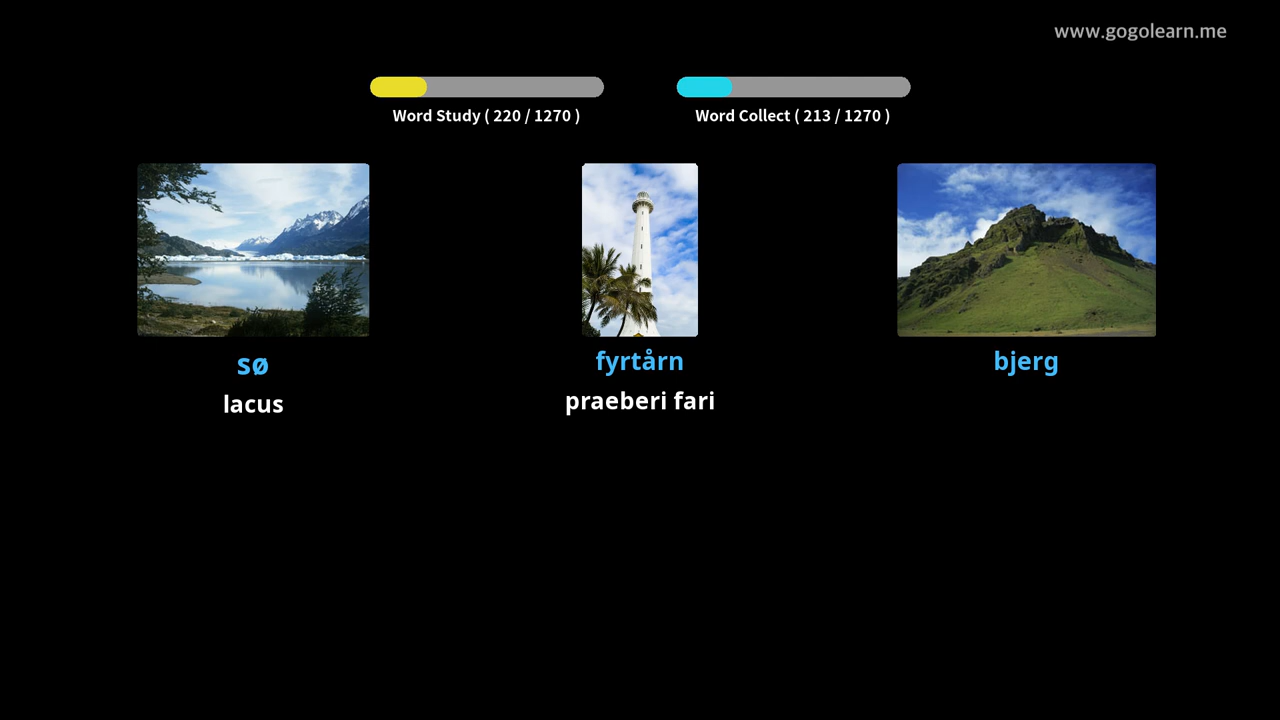 www.gogolearn.me
Word Study ( 220 / 1270 )
Word Collect ( 213 / 1270 )
sø
fyrtårn
bjerg
lacus
praeberi fari